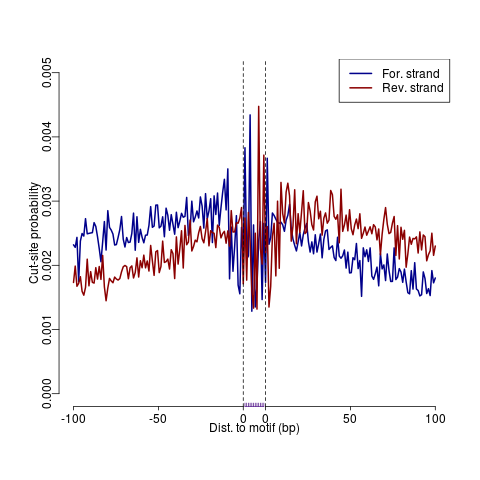 For. strand
Rev. strand
Cut-site probability
0.005
0.004
0.003
0.002
0.001
0.000
-100 -50 0 0 50 100
Dist. to motif (bp)